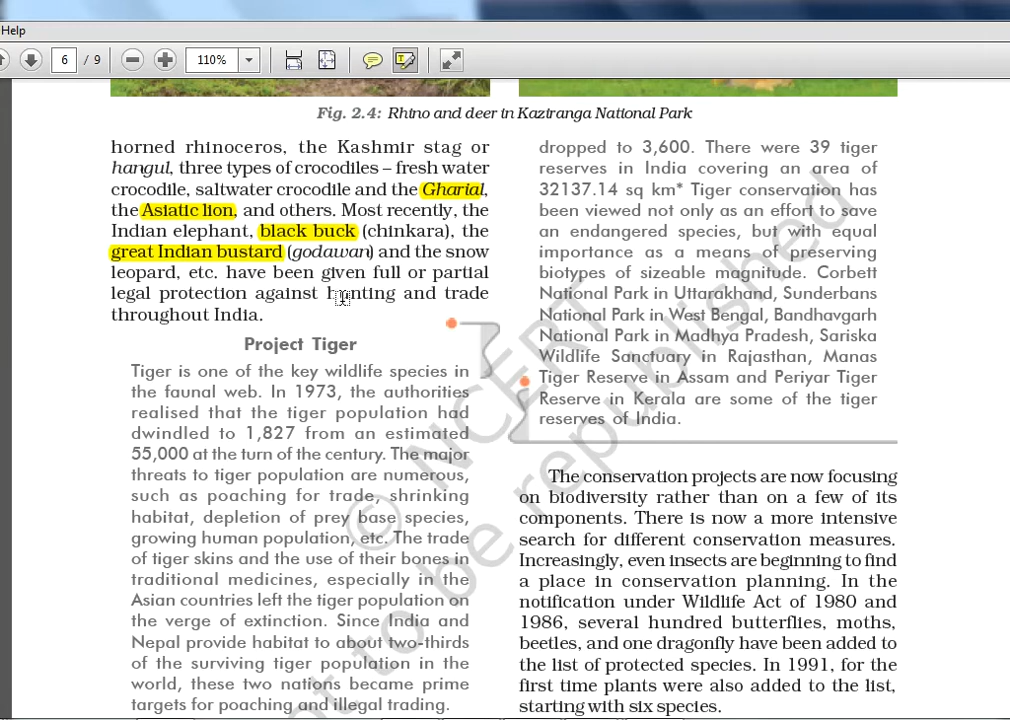 Help
6 / 9
110%
Fig. 2.4: Rhino and deer in Kaziranga National Park
horned rhinoceros, the Kashmir stag or
hangul, three types of crocodiles – fresh water
crocodile, saltwater crocodile and the Gharial,
the Asiatic lion, and others. Most recently, the
Indian elephant, black buck (chinkara), the
great Indian bustard (godawan) and the snow
leopard, etc. have been given full or partial
legal protection against hunting and trade
throughout India.
Project Tiger
Tiger is one of the key wildlife species in
the faunal web. In 1973, the authorities
realised that the tiger population had
dwindled to 1,827 from an estimated
55,000 at the turn of the century. The major
threats to tiger population are numerous,
such as poaching for trade, shrinking
habitat, depletion of prey base species,
growing human population, etc. The trade
of tiger skins and the use of their bones in
traditional medicines, especially in the
Asian countries left the tiger population on
the verge of extinction. Since India and
Nepal provide habitat to about two-thirds
of the surviving tiger population in the
world, these two nations became prime
targets for poaching and illegal trading.
dropped to 3,600. There were 39 tiger
reserves in India covering an area of
32137.14 sq km* Tiger conservation has
been viewed not only as an effort to save
an endangered species, but with equal
importance as a means of preserving
biotypes of sizeable magnitude. Corbett
National Park in Uttarakhand, Sunderbans
National Park in West Bengal, Bandhavgarh
National Park in Madhya Pradesh, Sariska
Wildlife Sanctuary in Rajasthan, Manas
Tiger Reserve in Assam and Periyar Tiger
Reserve in Kerala are some of the tiger
reserves of India.
The conservation projects are now focusing
on biodiversity rather than on a few of its
components. There is now a more intensive
search for different conservation measures.
Increasingly, even insects are beginning to find
a place in conservation planning. In the
notification under Wildlife Act of 1980 and
1986, several hundred butterflies, moths,
beetles, and one dragonfly have been added to
the list of protected species. In 1991, for the
first time plants were also added to the list,
starting with six species.
© NCERT
not to be republished